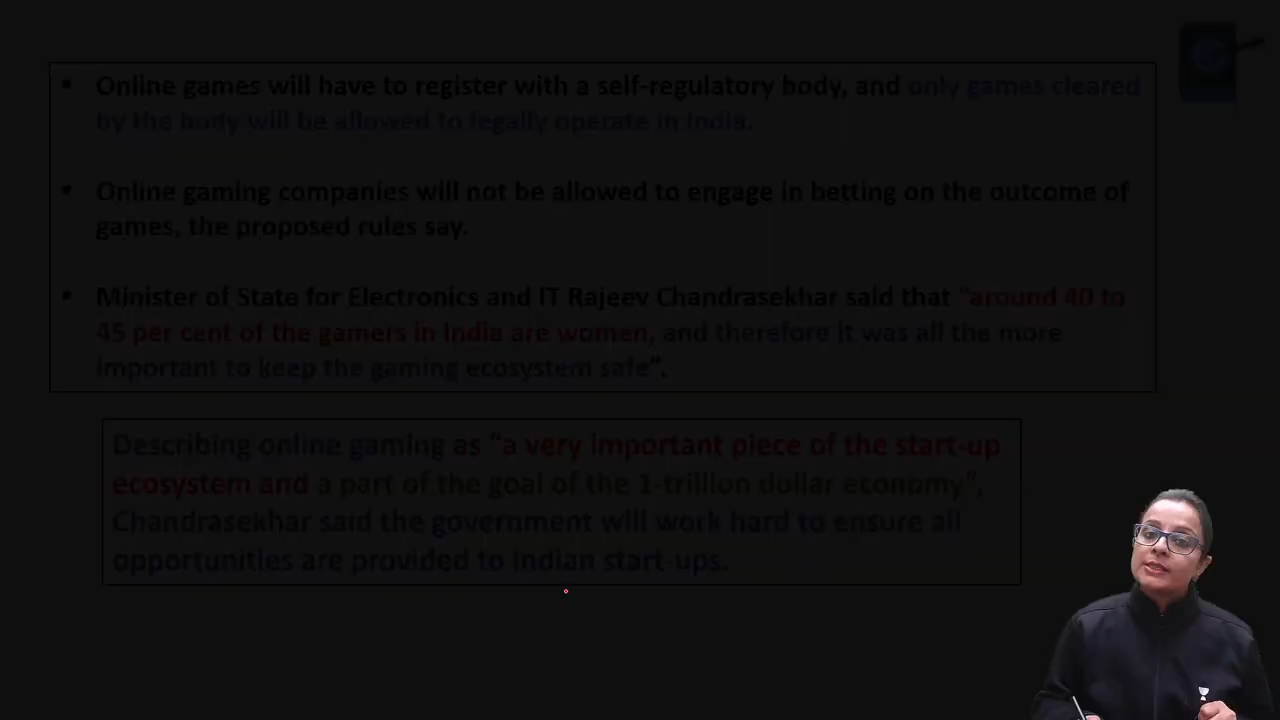 • Online games will have to register with a self-regulatory body, and only games cleared
by the body will be allowed to legally operate in India.
• Online gaming companies will not be allowed to engage in betting on the outcome of
games, the proposed rules say.
• Minister of State for Electronics and IT Rajeev Chandrasekhar said that "around 40 to
45 per cent of the gamers in India are women, and therefore it was all the more
important to keep the gaming ecosystem safe".
Describing online gaming as "a very important piece of the start-up
ecosystem and a part of the goal of the 1-trillion dollar economy",
Chandrasekhar said the government will work hard to ensure all
opportunities are provided to Indian start-ups.